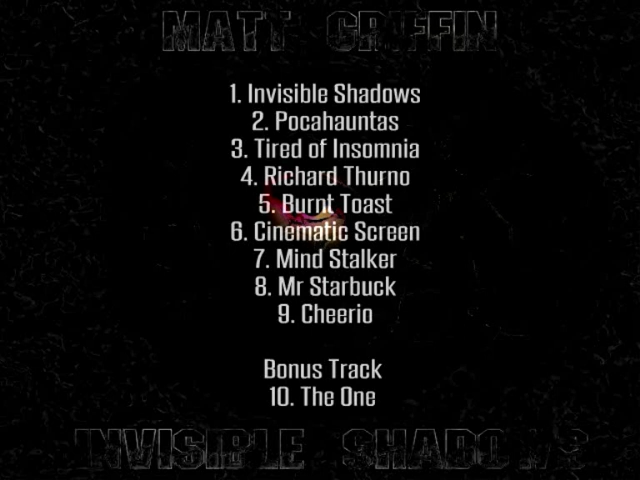 MATT GRIFFIN
1. Invisible Shadows
2. Pocahauntas
3. Tired of Insomnia
4. Richard Thurno
5. Burnt Toast
6. Cinematic Screen
7. Mind Stalker
8. Mr Starbuck
9. Cheerio
Bonus Track
10. The One
INVISIBLE SHADOWS